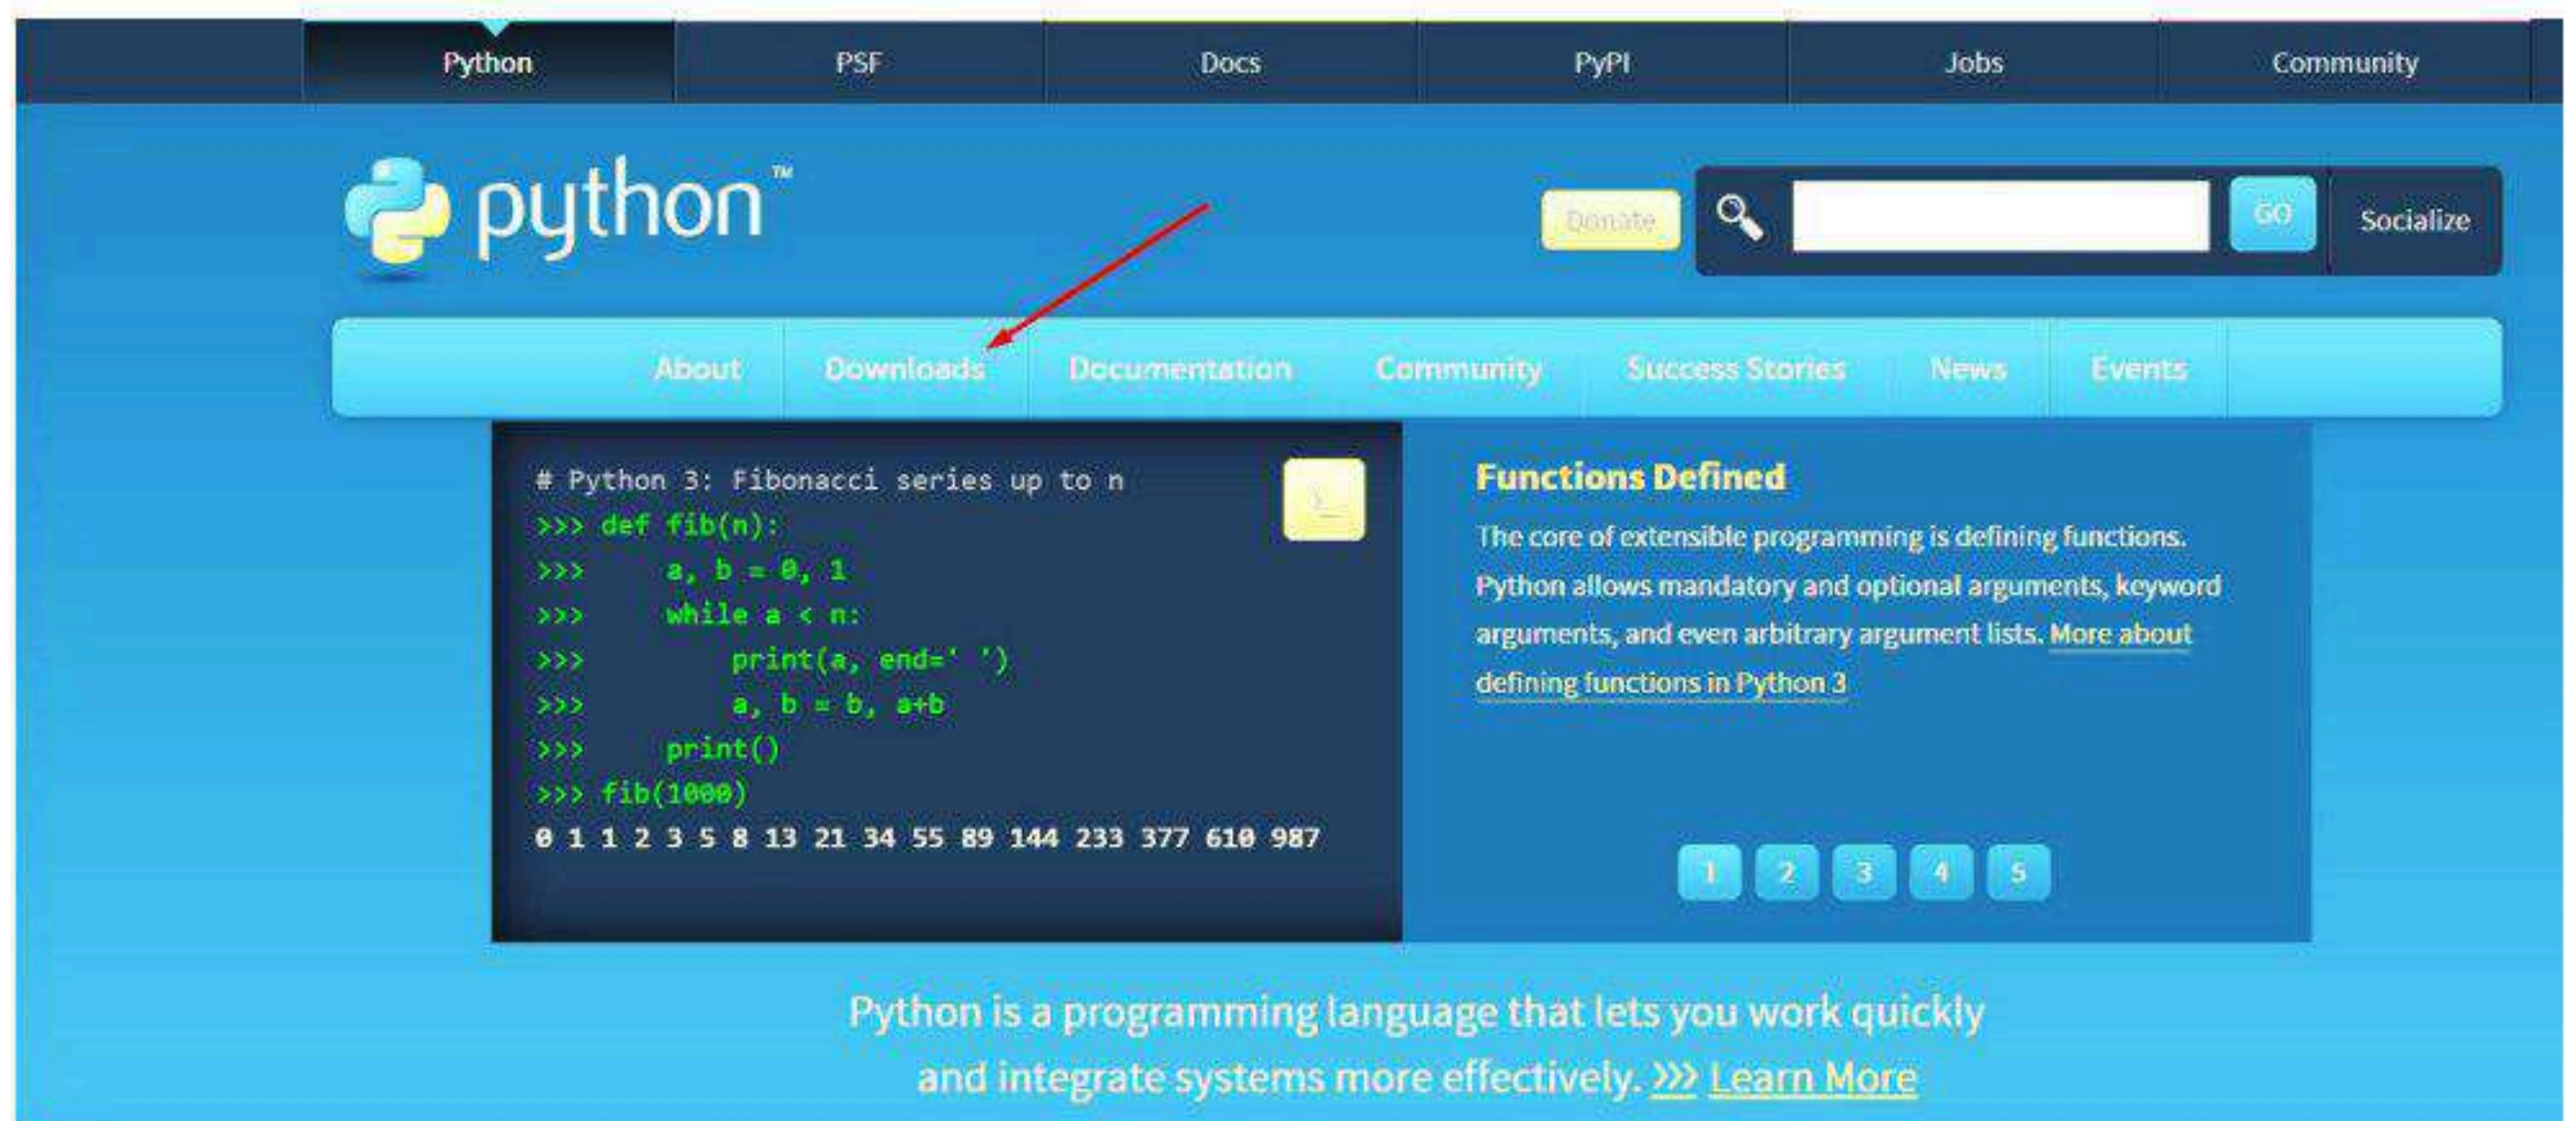 Python PSF Docs PyPI Jobs Community
python™
Donate GO Socialize
About Downloads Documentation Community Success Stories News Events
# Python 3: Fibonacci series up to n
>>> def fib(n):
>>>     a, b = 0, 1
>>>     while a < n:
>>>         print(a, end=' ')
>>>         a, b = b, a+b
>>>     print()
>>> fib(1000)
0 1 1 2 3 5 8 13 21 34 55 89 144 233 377 610 987
>_
Functions Defined
The core of extensible programming is defining functions.
Python allows mandatory and optional arguments, keyword
arguments, and even arbitrary argument lists. More about
defining functions in Python 3
1 2 3 4 5
Python is a programming language that lets you work quickly
and integrate systems more effectively. >>> Learn More